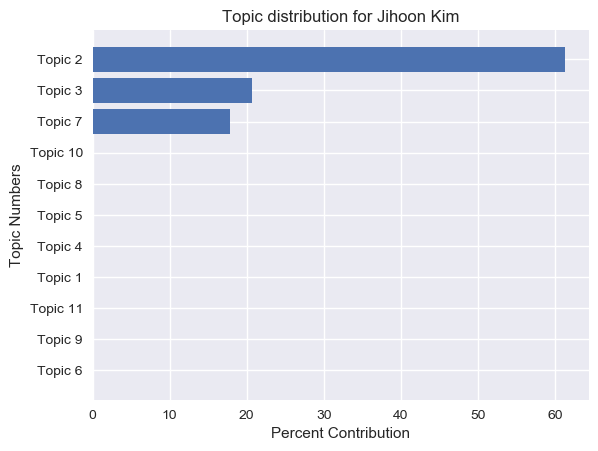 Topic distribution for Jihoon Kim
Topic Numbers
Topic 2
Topic 3
Topic 7
Topic 10
Topic 8
Topic 5
Topic 4
Topic 1
Topic 11
Topic 9
Topic 6
0 10 20 30 40 50 60
Percent Contribution